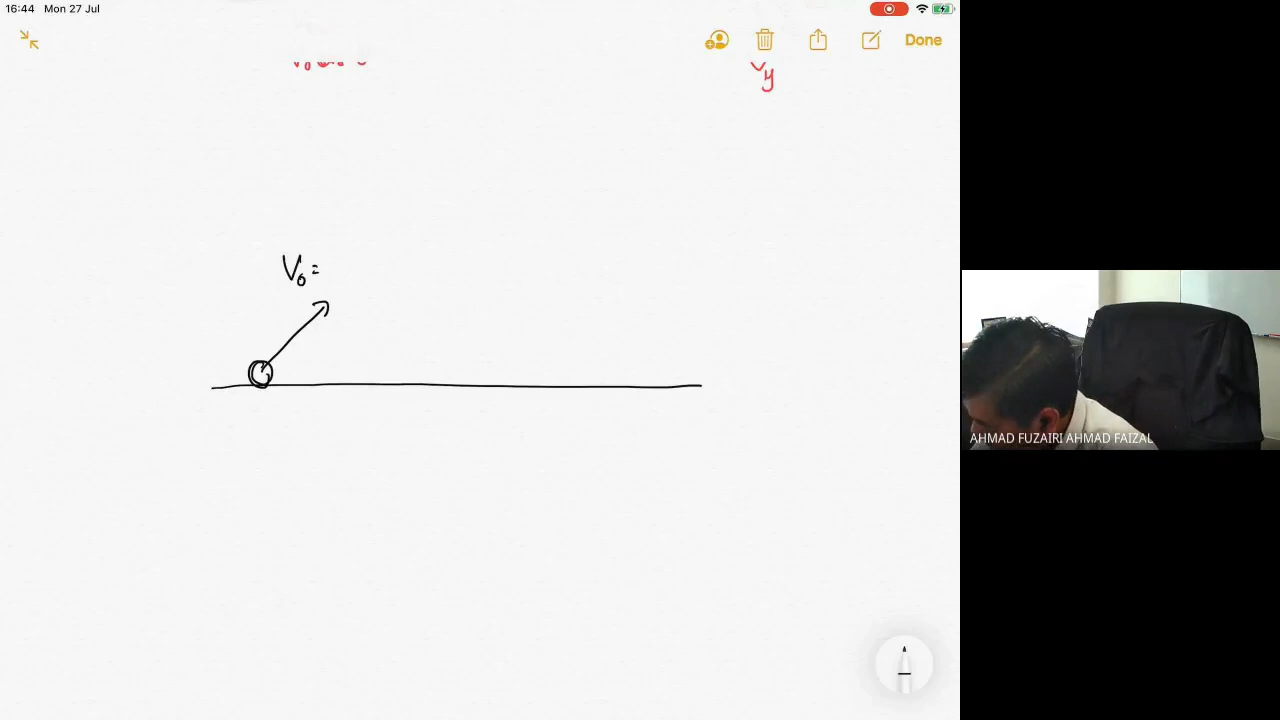 16:44 Mon 27 Jul
Done
Vy
V₀ =
AHMAD FUZAIRI AHMAD FAIZAL